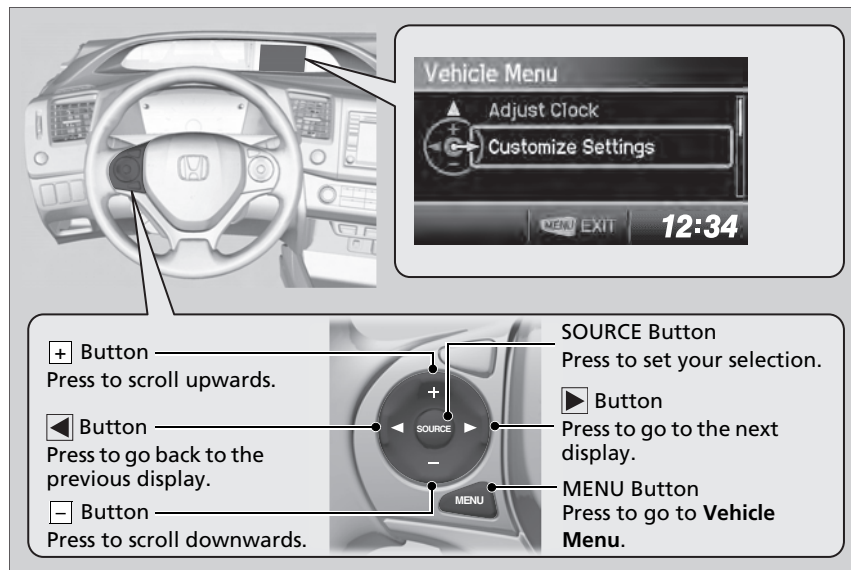 Vehicle Menu
Adjust Clock
Customize Settings
MENU EXIT 12:34
+ Button
Press to scroll upwards.
◀ Button
Press to go back to the
previous display.
– Button
Press to scroll downwards.
+
SOURCE
–
MENU
SOURCE Button
Press to set your selection.
▶ Button
Press to go to the next
display.
MENU Button
Press to go to Vehicle
Menu.